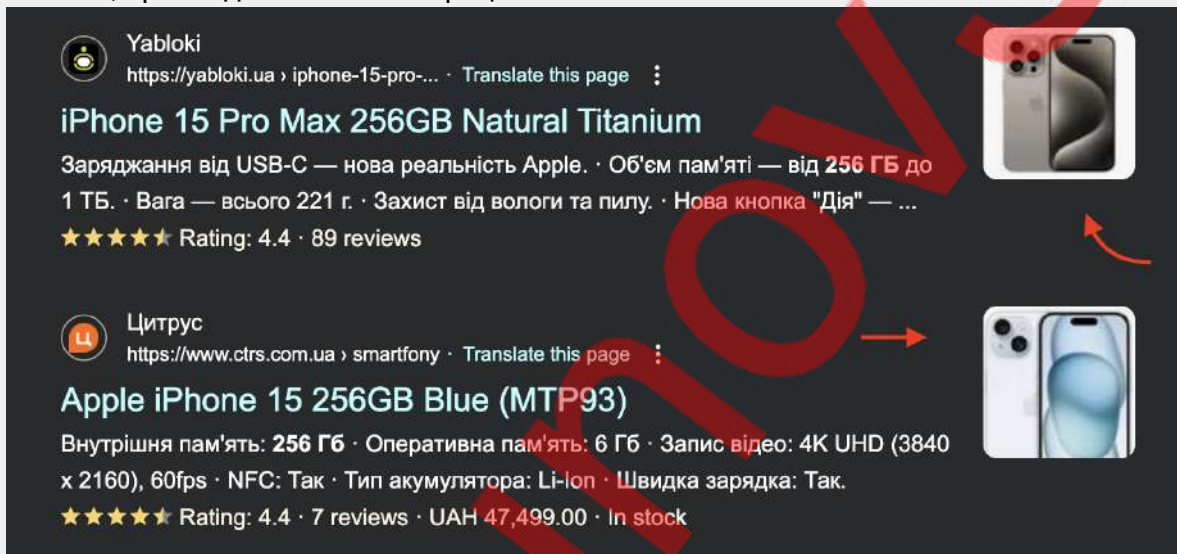 Yabloki
https://yabloki.ua › iphone-15-pro-... · Translate this page
iPhone 15 Pro Max 256GB Natural Titanium
Заряджання від USB-C — нова реальність Apple. · Об'єм пам'яті — від 256 ГБ до
1 ТБ. · Вага — всього 221 г. · Захист від вологи та пилу. · Нова кнопка "Дія" — ...
Rating: 4.4 · 89 reviews
Цитрус
https://www.ctrs.com.ua › smartfony · Translate this page
Apple iPhone 15 256GB Blue (MTP93)
Внутрішня пам'ять: 256 Гб · Оперативна пам'ять: 6 Гб · Запис відео: 4K UHD (3840
x 2160), 60fps · NFC: Так · Тип акумулятора: Li-Ion · Швидка зарядка: Так.
Rating: 4.4 · 7 reviews · UAH 47,499.00 · In stock